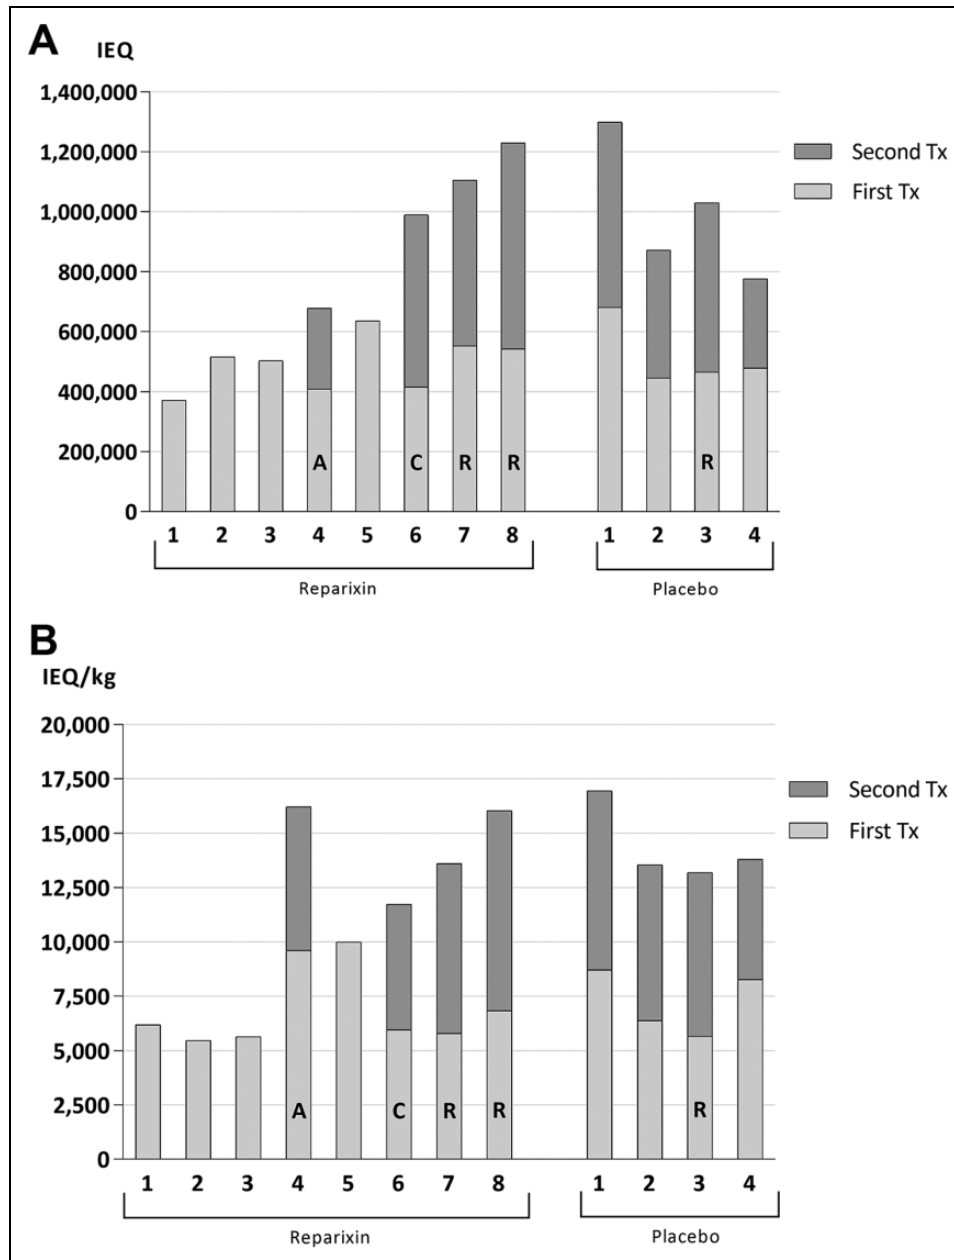 A
IEQ
1,400,000
1,200,000
1,000,000
800,000
600,000
400,000
200,000
0
Second Tx
First Tx
A C R R R
1 2 3 4 5 6 7 8 1 2 3 4
Reparixin Placebo
B
IEQ/kg
20,000
17,500
15,000
12,500
10,000
7,500
5,000
2,500
0
Second Tx
First Tx
A C R R R
1 2 3 4 5 6 7 8 1 2 3 4
Reparixin Placebo